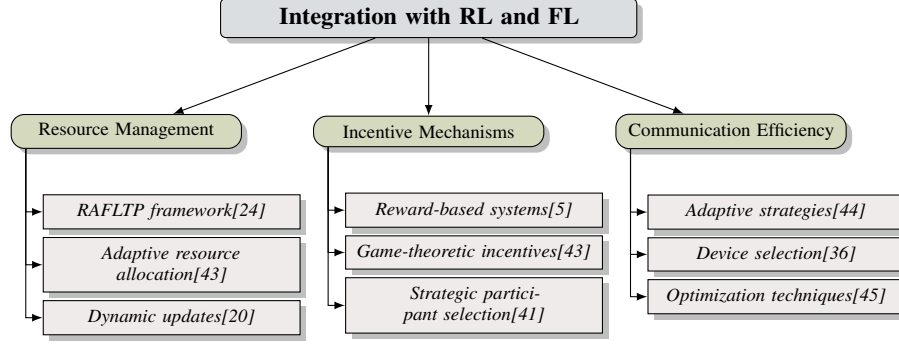 Integration with RL and FL
Resource Management
Incentive Mechanisms
Communication Efficiency
RAFLTP framework[24]
Adaptive resource
allocation[43]
Dynamic updates[20]
Reward-based systems[5]
Game-theoretic incentives[43]
Strategic partici-
pant selection[41]
Adaptive strategies[44]
Device selection[36]
Optimization techniques[45]